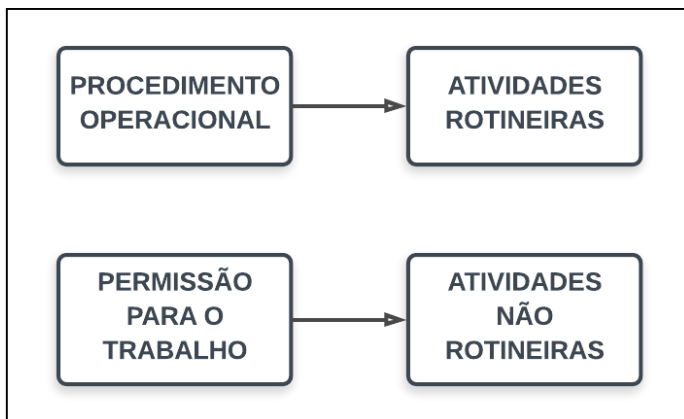 PROCEDIMENTO
OPERACIONAL
ATIVIDADES
ROTINEIRAS
PERMISSÃO
PARA O
TRABALHO
ATIVIDADES
NÃO
ROTINEIRAS